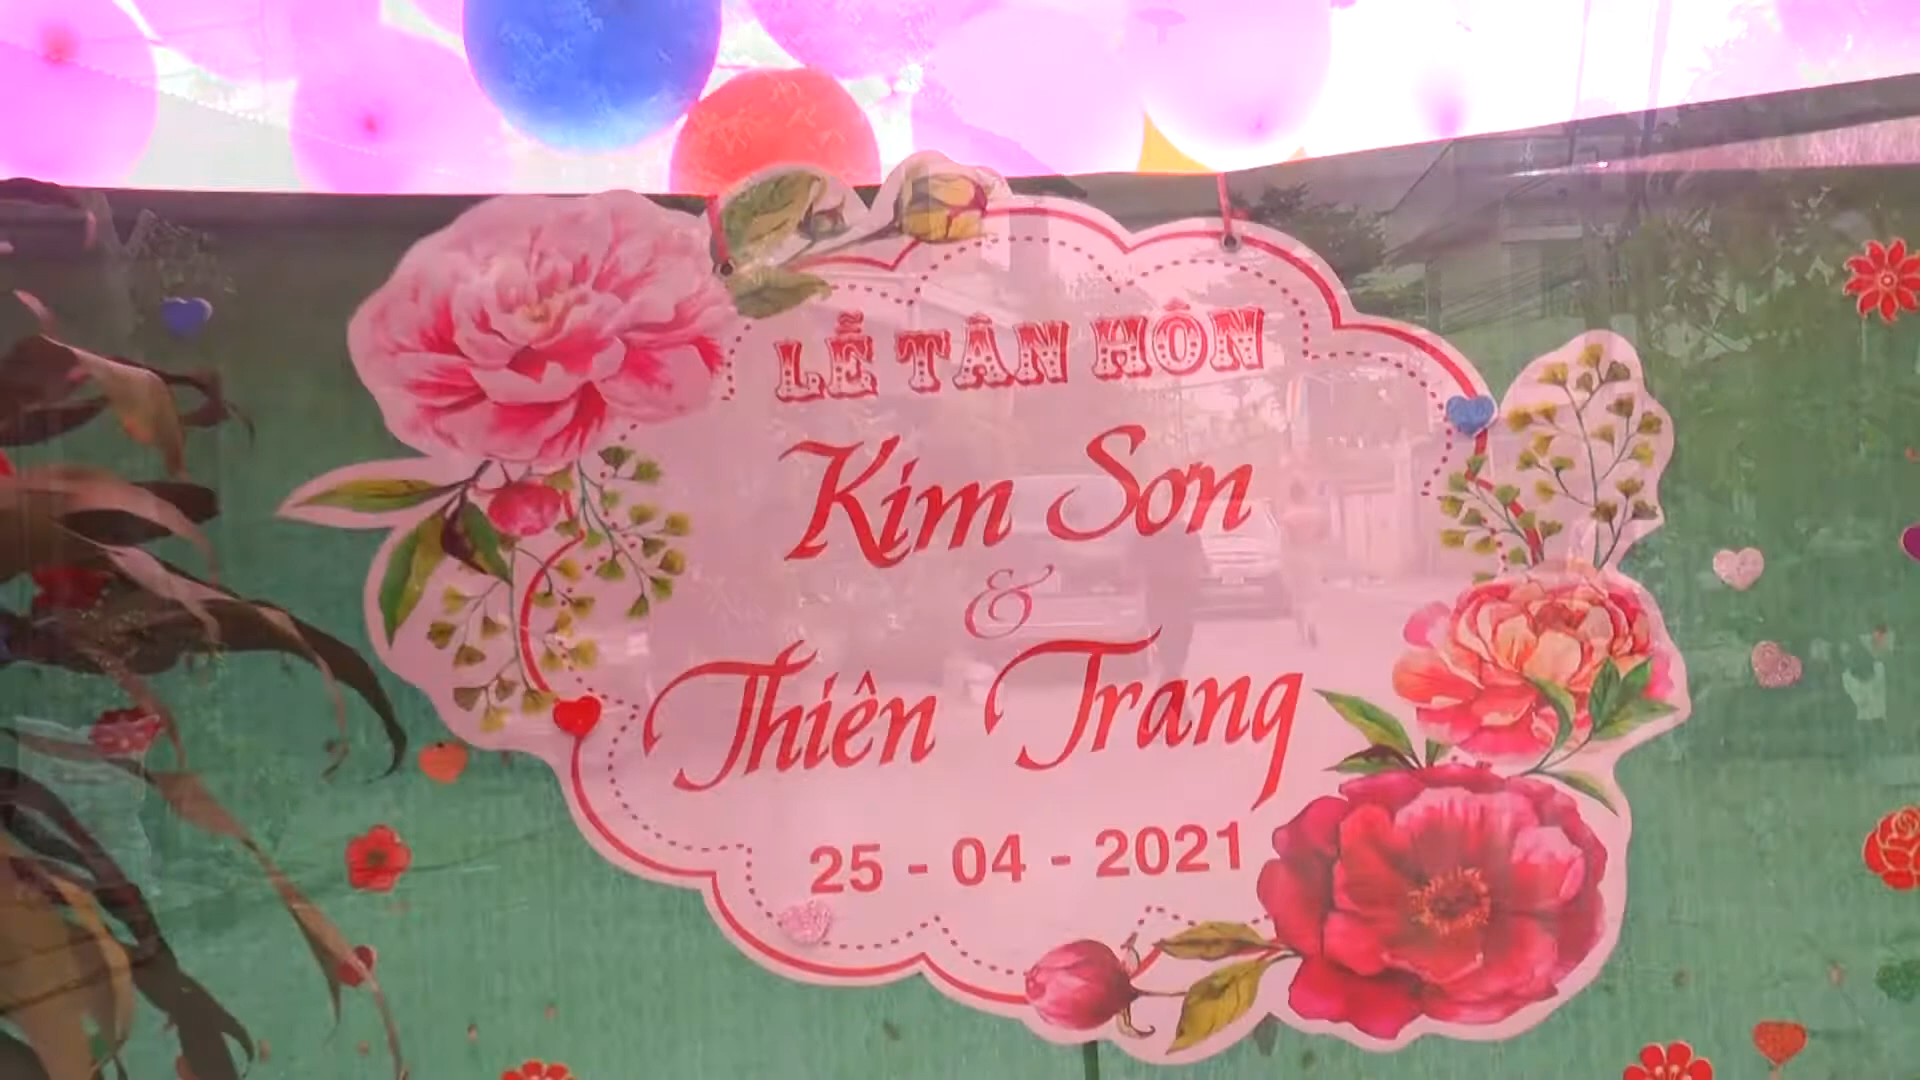 LỄ TÂN HÔN
Kim Sơn
&
Thiên Trang
25 - 04 - 2021